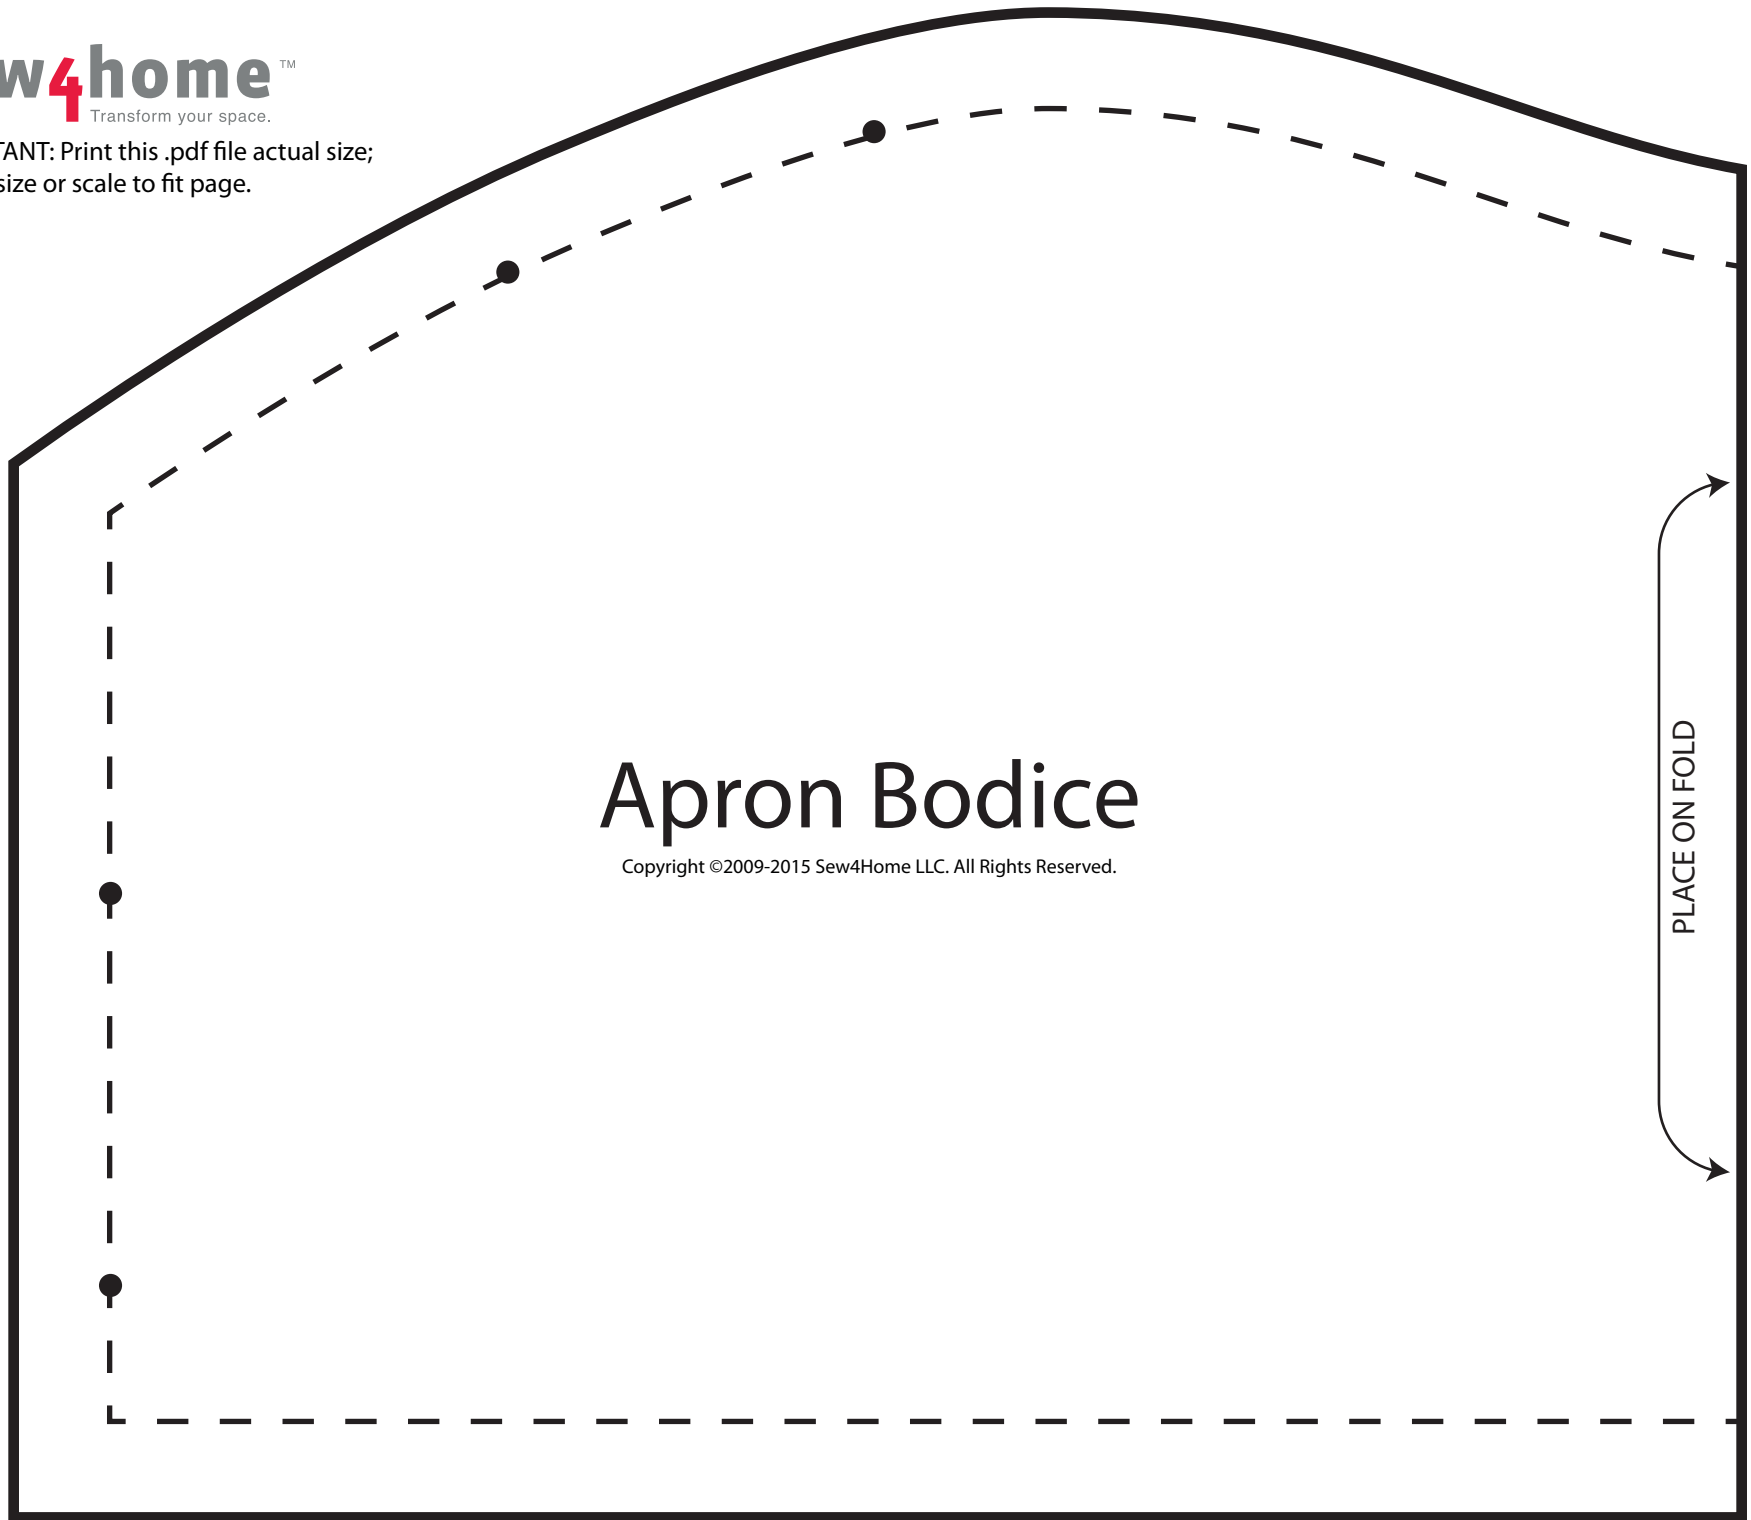 w4home™
Transform your space.
TANT: Print this .pdf file actual size;
size or scale to fit page.
Apron Bodice
Copyright ©2009-2015 Sew4Home LLC. All Rights Reserved.
PLACE ON FOLD